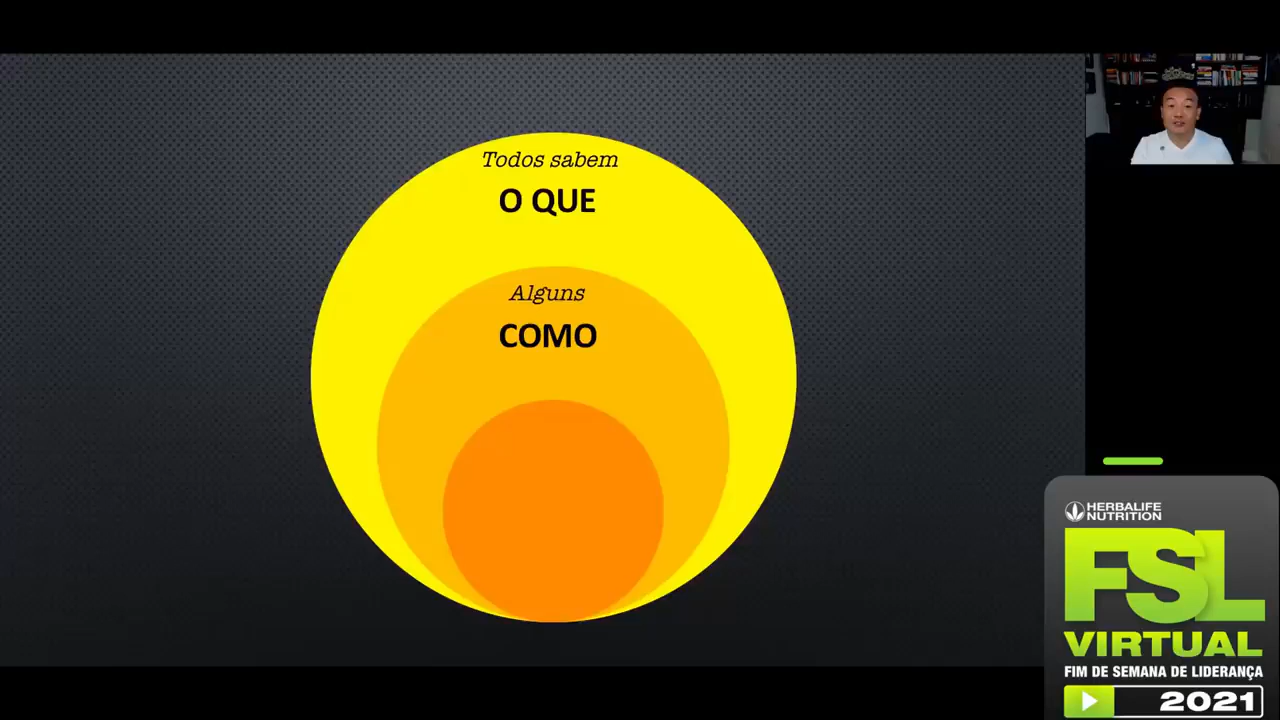 Todos sabem
O QUE
Alguns
COMO
HERBALIFE
NUTRITION
FSL
VIRTUAL
FIM DE SEMANA DE LIDERANÇA
2021